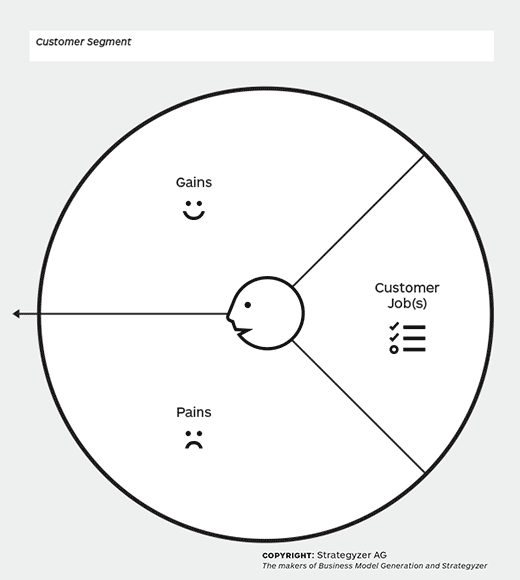 Customer Segment
Gains
Customer
Job(s)
Pains
COPYRIGHT: Strategyzer AG
The makers of Business Model Generation and Strategyzer